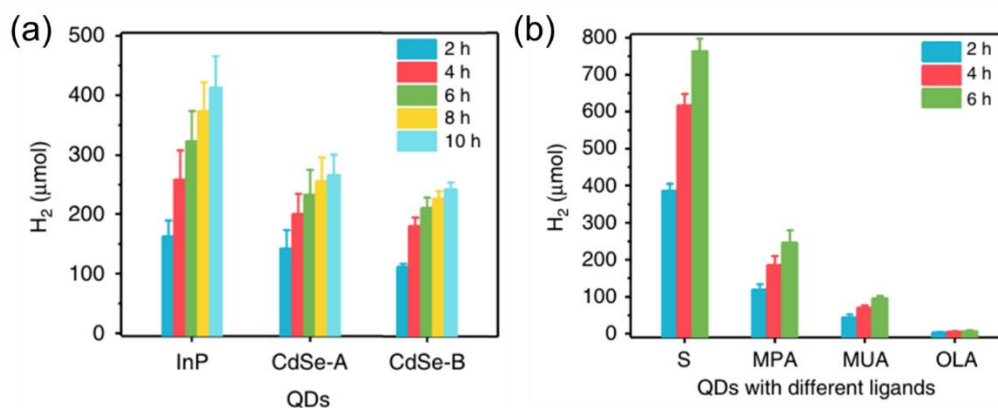 (a)
500
400
300
200
100
0
H₂ (μmol)
2 h
4 h
6 h
8 h
10 h
InP CdSe-A CdSe-B
QDs
(b)
800
700
600
500
400
300
200
100
0
H₂ (μmol)
2 h
4 h
6 h
S MPA MUA OLA
QDs with different ligands